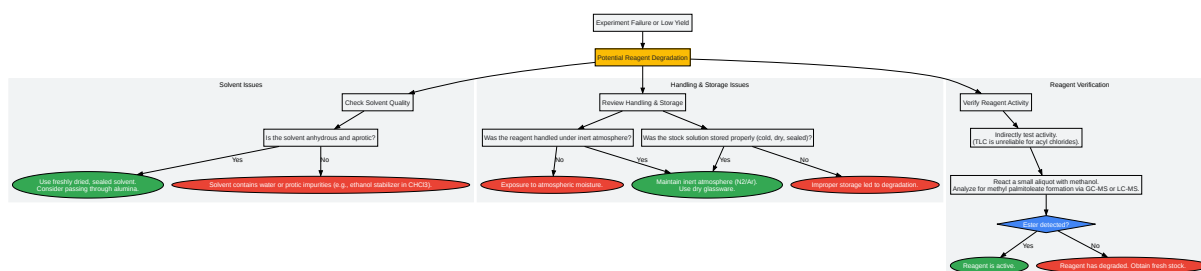 Experiment Failure or Low Yield
Potential Reagent Degradation
Solvent Issues
Handling & Storage Issues
Reagent Verification
Check Solvent Quality
Review Handling & Storage
Verify Reagent Activity
Is the solvent anhydrous and aprotic?
Was the reagent handled under inert atmosphere?
Was the stock solution stored properly (cold, dry, sealed)?
Indirectly test activity.
(TLC is unreliable for acyl chlorides).
Yes
No
No
Yes
Yes
No
Use freshly dried, sealed solvent.
Consider passing through alumina.
Solvent contains water or protic impurities (e.g., ethanol stabilizer in CHCl3).
Exposure to atmospheric moisture.
Maintain inert atmosphere (N2/Ar).
Use dry glassware.
Improper storage led to degradation.
React a small aliquot with methanol.
Analyze for methyl palmitoleate formation via GC-MS or LC-MS.
Ester detected?
Yes
No
Reagent is active.
Reagent has degraded. Obtain fresh stock.